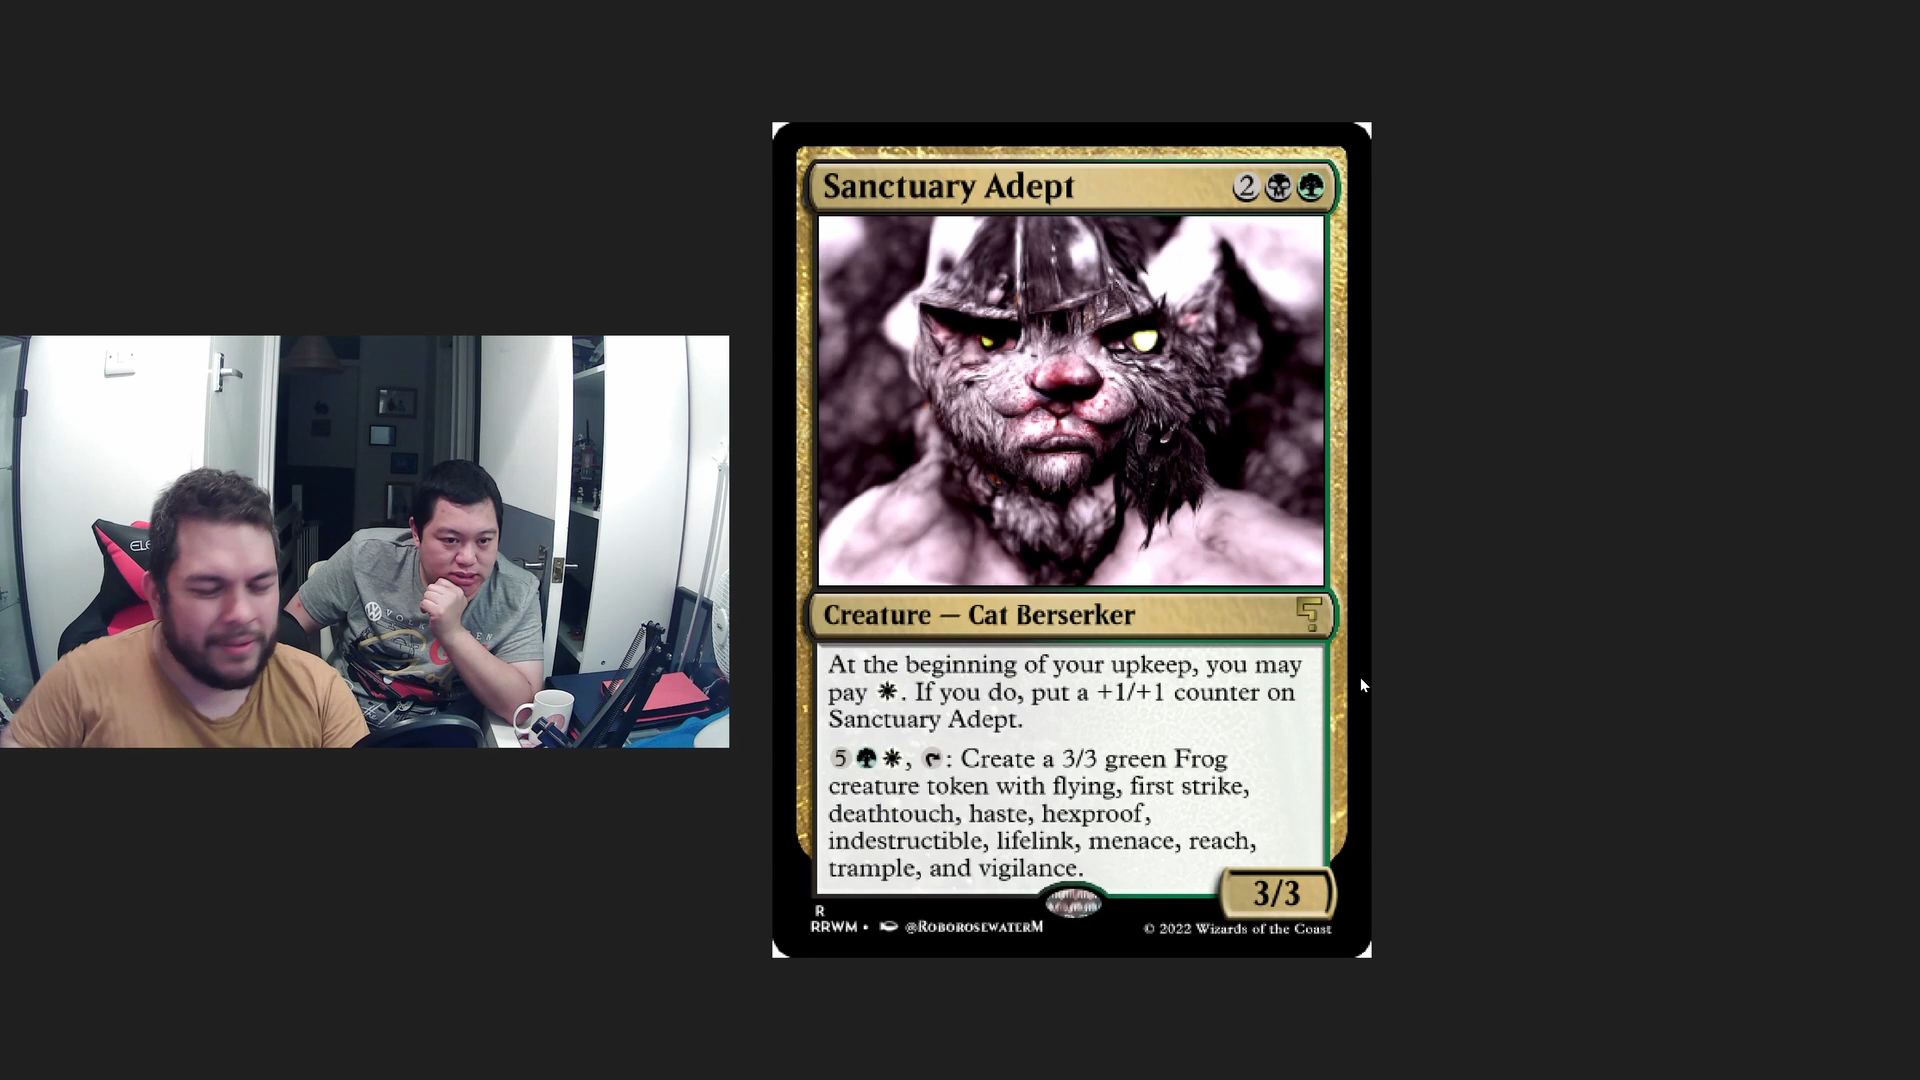 Sanctuary Adept 2
Creature — Cat Berserker
At the beginning of your upkeep, you may
pay . If you do, put a +1/+1 counter on
Sanctuary Adept.
5 , : Create a 3/3 green Frog
creature token with flying, first strike,
deathtouch, haste, hexproof,
indestructible, lifelink, menace, reach,
trample, and vigilance.
3/3
R
RRWM • @RoborosewaterM
© 2022 Wizards of the Coast